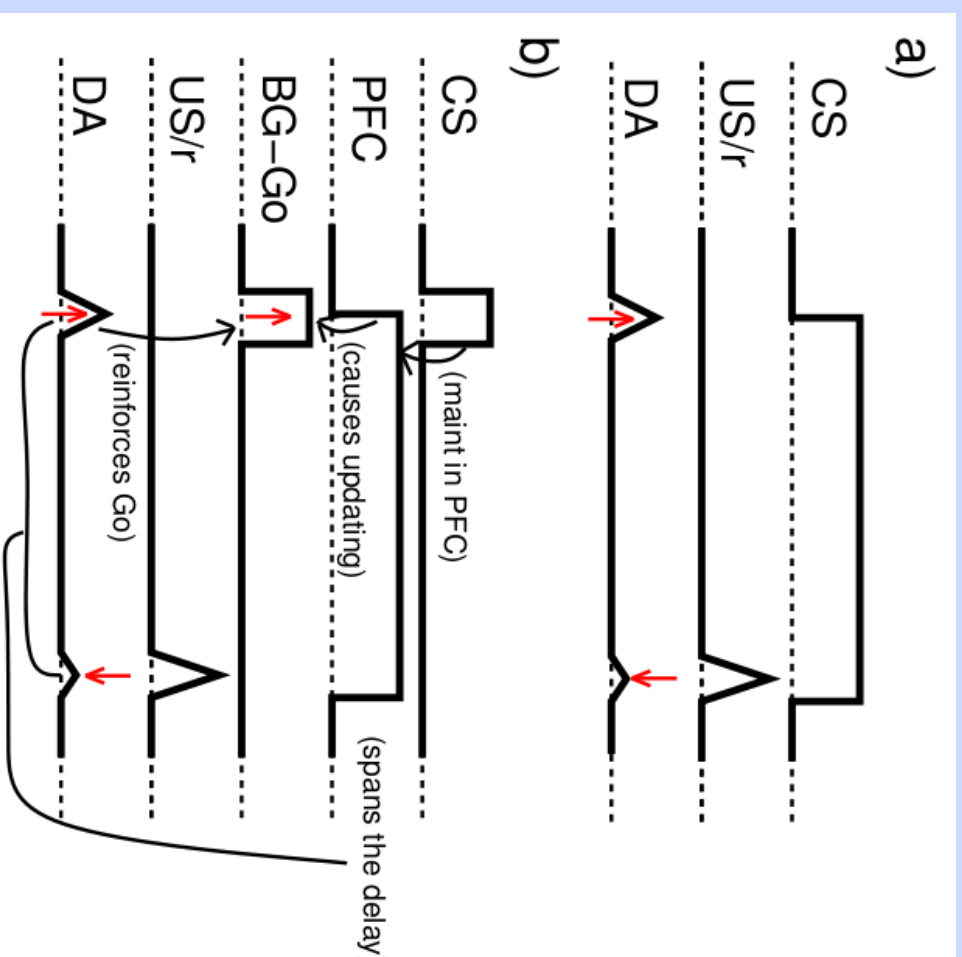 a)
CS
US/r
DA
b)
CS
(maint in PFC)
PFC
(causes updating)
(spans the delay
BG–Go
US/r
(reinforces Go)
DA